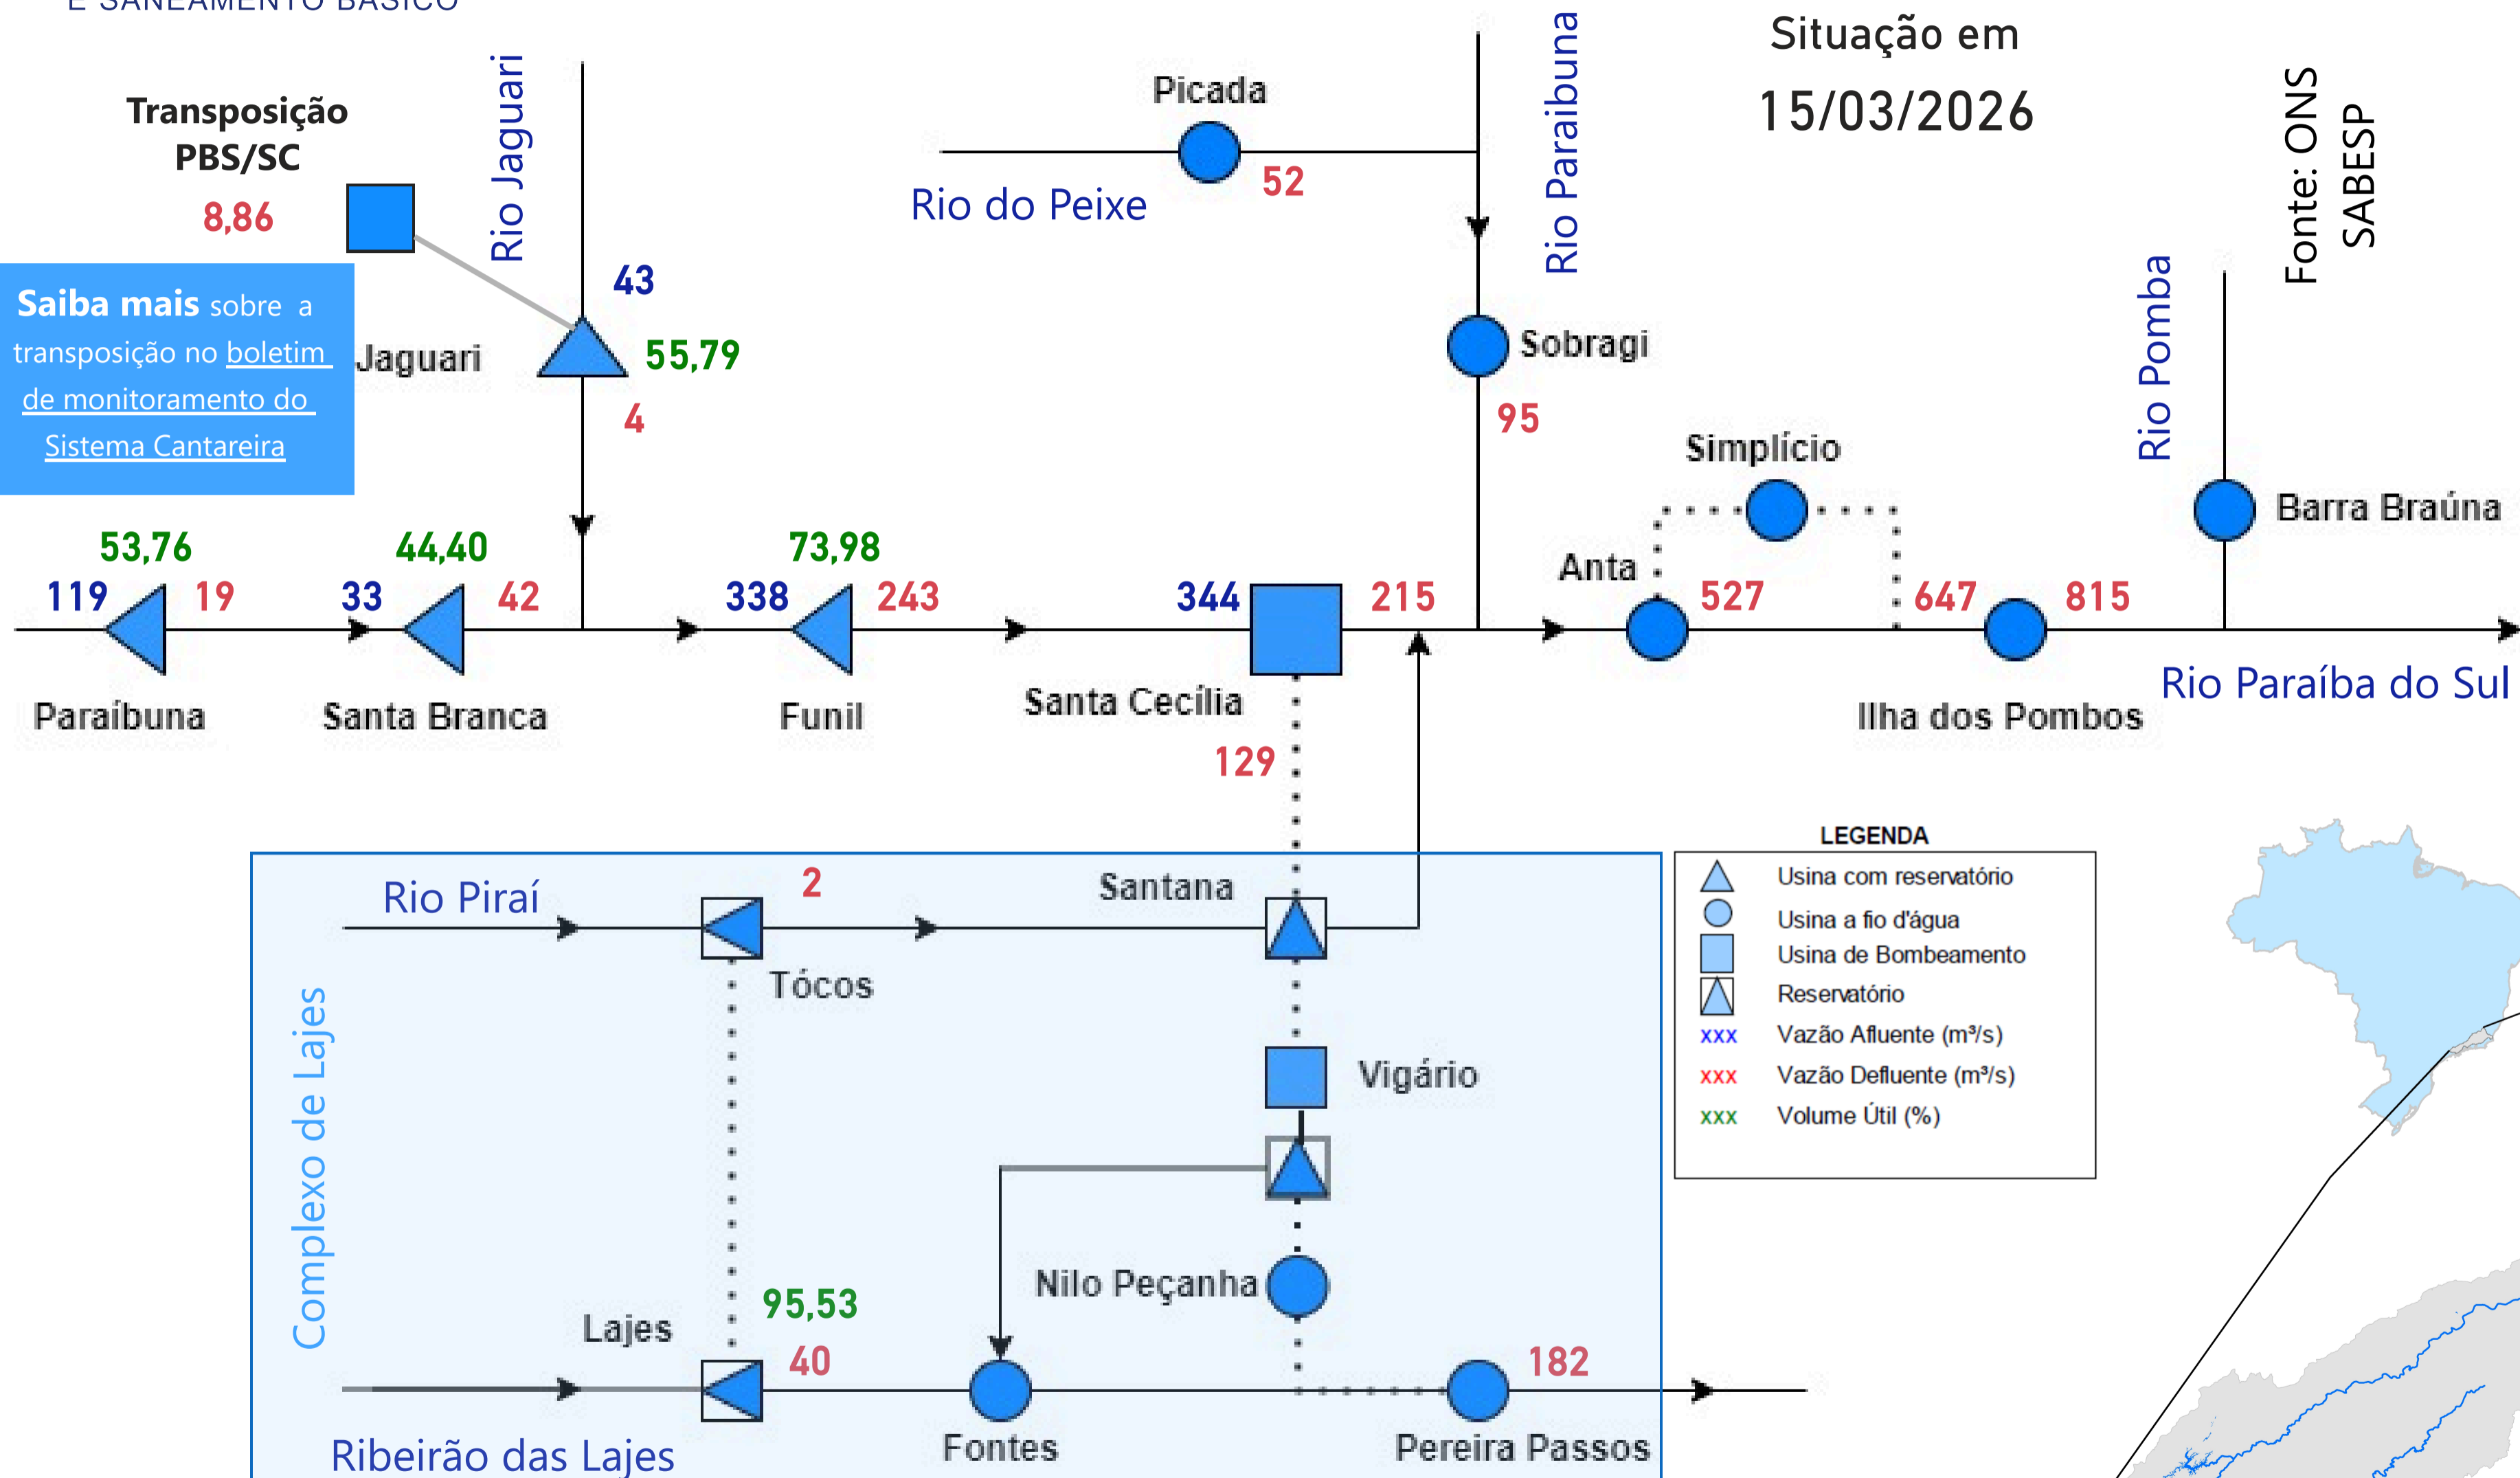 E SANEAMENTO BÁSICO
Situação em
15/03/2026
Fonte: ONS
SABESP
Transposição
PBS/SC
8,86
Rio Jaguari
Saiba mais sobre a
transposição no boletim
de monitoramento do
Sistema Cantareira
43
Jaguari
55,79
4
Picada
52
Rio do Peixe
Rio Paraibuna
Sobragi
95
Rio Pomba
Simplício
Barra Braúna
53,76
119
19
Paraíbuna
44,40
33
42
Santa Branca
73,98
338
243
Funil
344
215
Santa Cecília
129
Anta
527
647
815
Ilha dos Pombos
Rio Paraíba do Sul
Complexo de Lajes
Rio Piraí
2
Tócos
Santana
Vigário
Nilo Peçanha
Lajes
95,53
40
182
Ribeirão das Lajes
Fontes
Pereira Passos
LEGENDA
Usina com reservatório
Usina a fio d'água
Usina de Bombeamento
Reservatório
xxx Vazão Afluente (m³/s)
xxx Vazão Defluente (m³/s)
xxx Volume Útil (%)